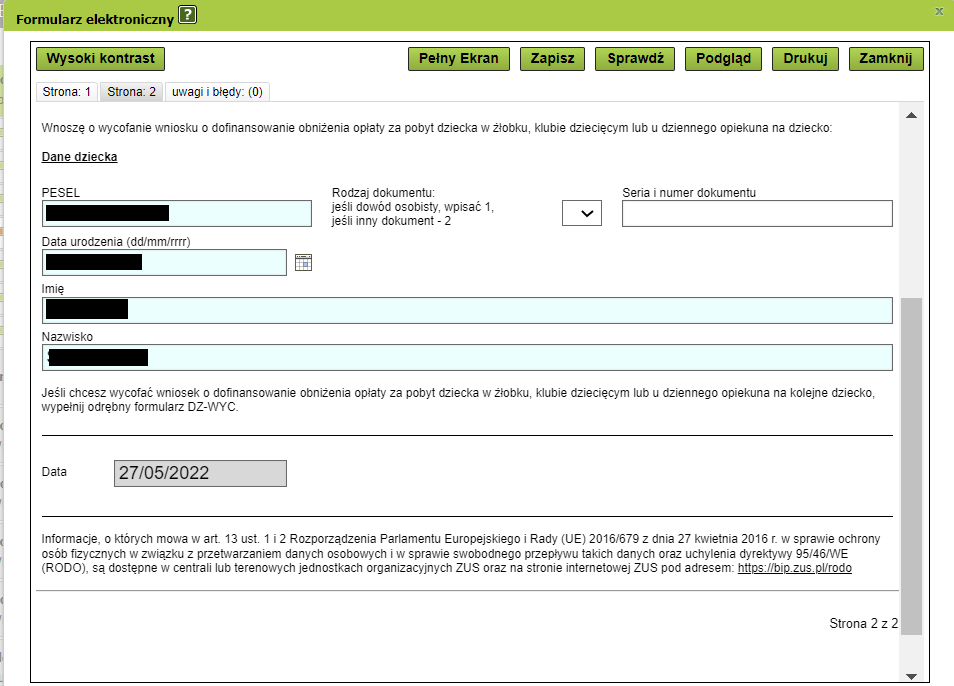 Formularz elektroniczny ?
x
Wysoki kontrast Pełny Ekran Zapisz Sprawdź Podgląd Drukuj Zamknij
Strona: 1 Strona: 2 uwagi i błędy: (0)
Wnoszę o wycofanie wniosku o dofinansowanie obniżenia opłaty za pobyt dziecka w żłobku, klubie dziecięcym lub u dziennego opiekuna na dziecko:
Dane dziecka
PESEL
Rodzaj dokumentu:
jeśli dowód osobisty, wpisać 1,
jeśli inny dokument - 2
Seria i numer dokumentu
Data urodzenia (dd/mm/rrrr)
Imię
Nazwisko
Jeśli chcesz wycofać wniosek o dofinansowanie obniżenia opłaty za pobyt dziecka w żłobku, klubie dziecięcym lub u dziennego opiekuna na kolejne dziecko,
wypełnij odrębny formularz DZ-WYC.
Data 27/05/2022
Informacje, o których mowa w art. 13 ust. 1 i 2 Rozporządzenia Parlamentu Europejskiego i Rady (UE) 2016/679 z dnia 27 kwietnia 2016 r. w sprawie ochrony
osób fizycznych w związku z przetwarzaniem danych osobowych i w sprawie swobodnego przepływu takich danych oraz uchylenia dyrektywy 95/46/WE
(RODO), są dostępne w centrali lub terenowych jednostkach organizacyjnych ZUS oraz na stronie internetowej ZUS pod adresem: https://bip.zus.pl/rodo
Strona 2 z 2